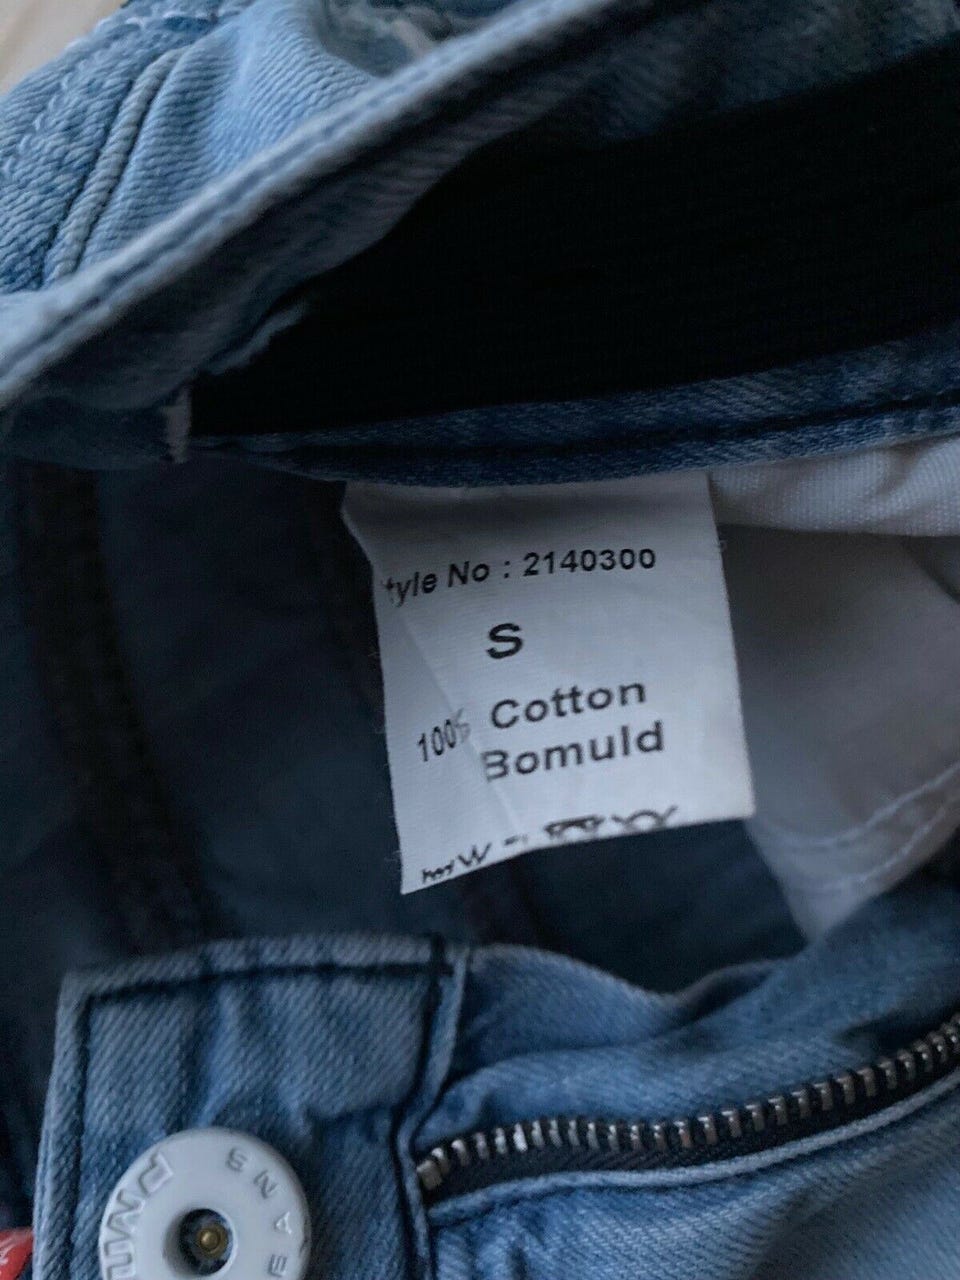 tyle No : 2140300
S
100% Cotton
Bomuld